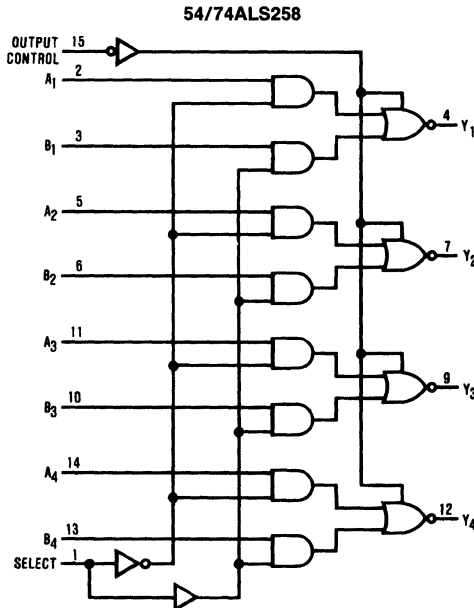 54/74ALS258
OUTPUT CONTROL 15
A1 2
4 Y1
B1 3
A2 5
7 Y2
B2 6
A3 11
9 Y3
B3 10
A4 14
12 Y4
B4 13
SELECT 1